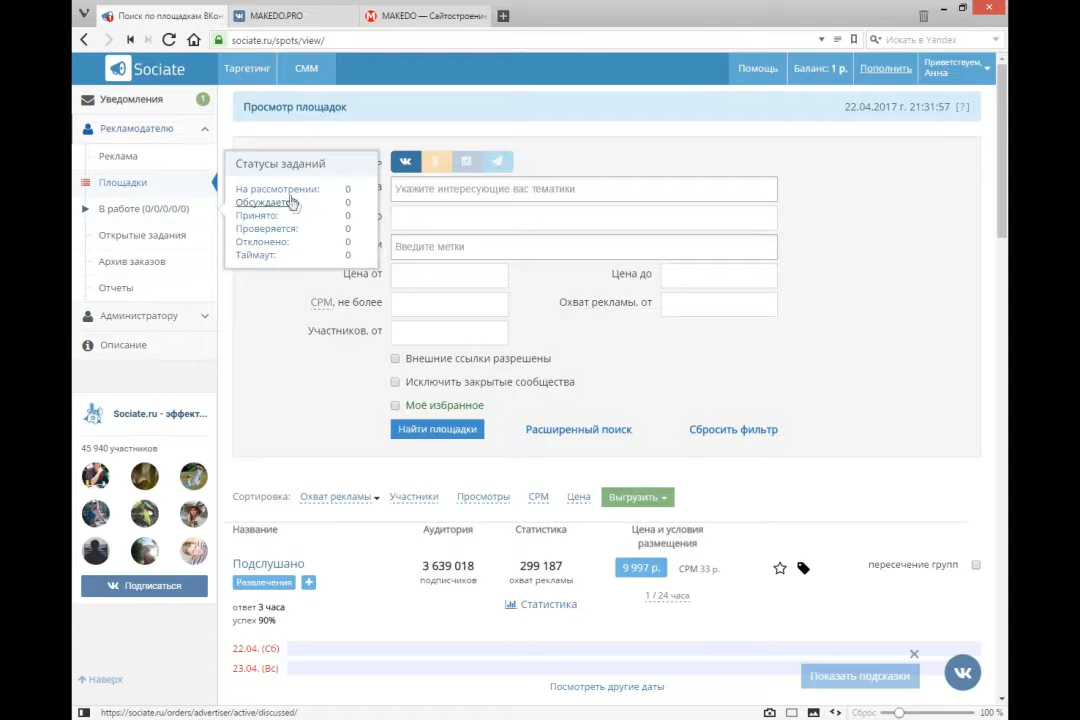 Поиск по площадкам ВКон
MAKEDO.PRO
MAKEDO — Сайтостроение
sociate.ru/spots/view/
Искать в Yandex
Sociate
Таргетинг
СММ
Помощь
Баланс: 1 р.
Пополнить
Приветствуем,
Анна
Уведомления
1
Рекламодателю
Реклама
Площадки
В работе (0/0/0/0/0)
Открытые задания
Архив заказов
Отчеты
Администратору
Описание
Sociate.ru - эффект...
45 940 участников
Подписаться
Наверх
Просмотр площадок
22.04.2017 г. 21:31:57 [?]
Статусы заданий
На рассмотрении: 0
Обсуждаетс 0
Принято: 0
Проверяется: 0
Отклонено: 0
Таймаут: 0
Укажите интересующие вас тематики
Введите метки
Цена от
Цена до
CPM, не более
Охват рекламы, от
Участников, от
Внешние ссылки разрешены
Исключить закрытые сообщества
Моё избранное
Найти площадки
Расширенный поиск
Сбросить фильтр
Сортировка:
Охват рекламы
Участники
Просмотры
CPM
Цена
Выгрузить
Название
Аудитория
Статистика
Цена и условия
размещения
Подслушано
Развлечения
+
ответ 3 часа
успех 90%
3 639 018
подписчиков
299 187
охват рекламы
Статистика
9 997 р.
CPM 33 р.
1 / 24 часа
пересечение групп
22.04. (Сб)
23.04. (Вс)
Посмотреть другие даты
Показать подсказки
https://sociate.ru/orders/advertiser/active/discussed/
Сброс
100 %